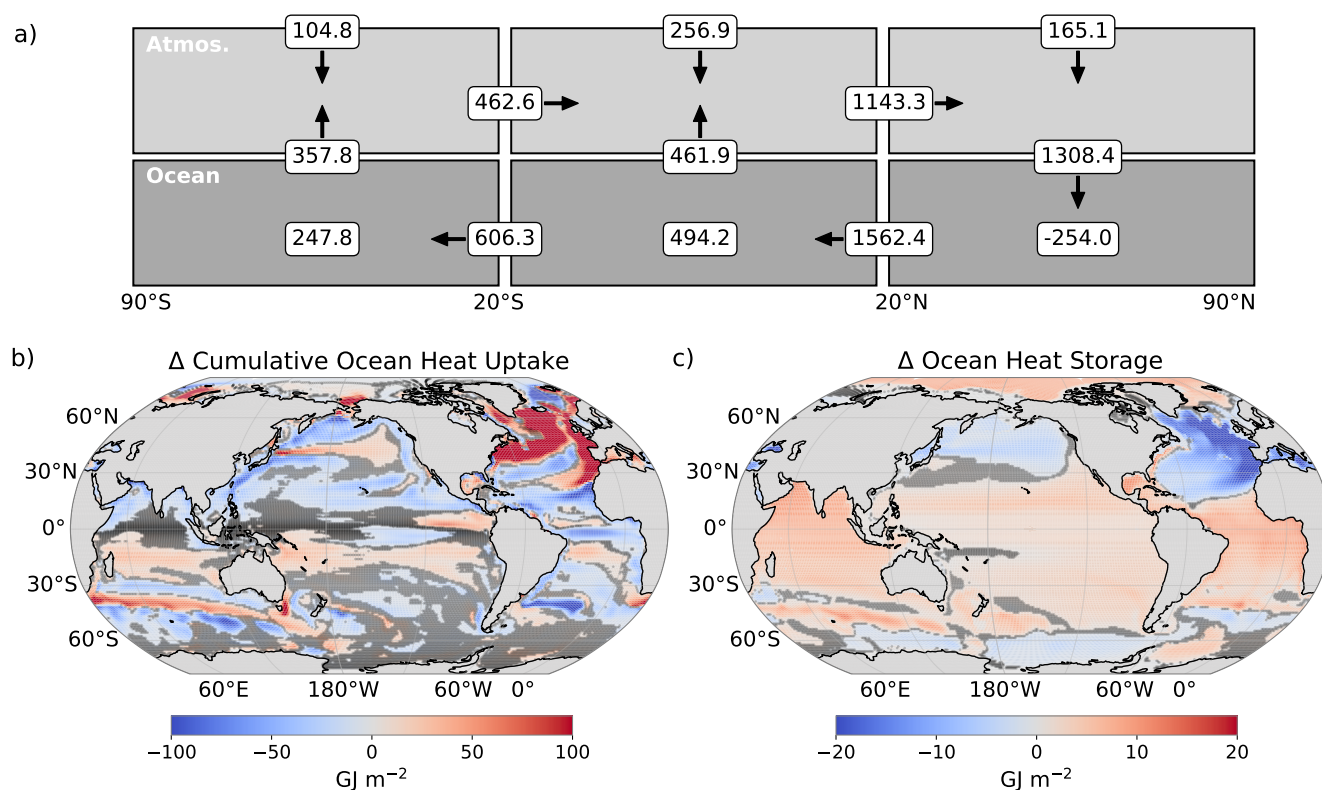 a)
Atmos.
104.8
256.9
165.1
462.6
1143.3
357.8
461.9
1308.4
Ocean
247.8
606.3
494.2
1562.4
-254.0
90°S
20°S
20°N
90°N
b)
Δ Cumulative Ocean Heat Uptake
60°N
30°N
0°
30°S
60°S
60°E
180°W
60°W
0°
−100
−50
0
50
100
GJ m⁻²
c)
Δ Ocean Heat Storage
60°N
30°N
0°
30°S
60°S
60°E
180°W
60°W
0°
−20
−10
0
10
20
GJ m⁻²